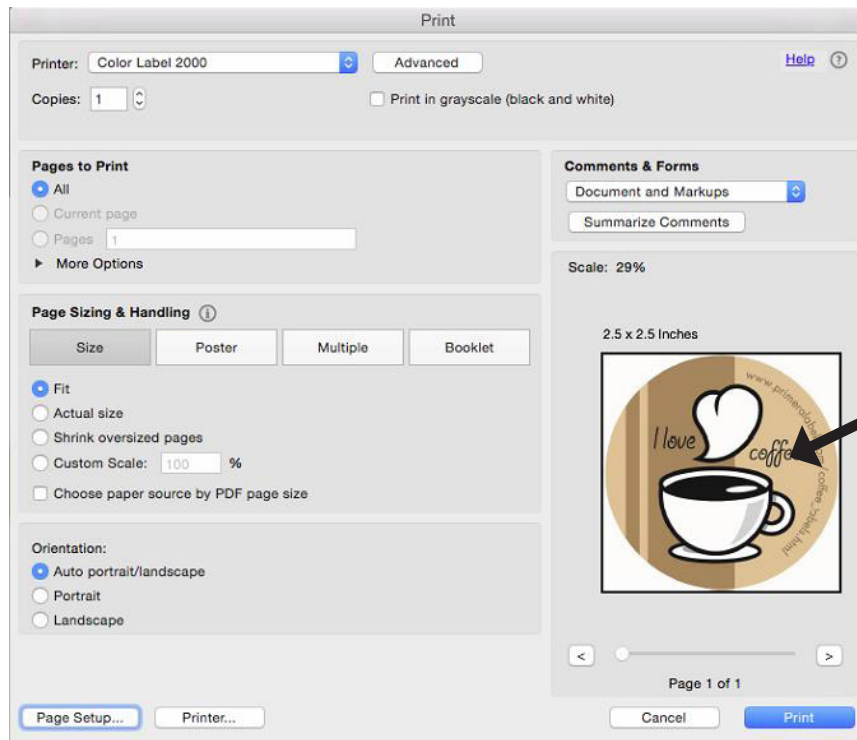 Print
Printer: Color Label 2000 Advanced Help ?
Copies: 1 Print in grayscale (black and white)
Pages to Print
All
Current page
Pages 1
More Options
Comments & Forms
Document and Markups
Summarize Comments
Scale: 29%
Page Sizing & Handling i
Size Poster Multiple Booklet
Fit
Actual size
Shrink oversized pages
Custom Scale: 100 %
Choose paper source by PDF page size
Orientation:
Auto portrait/landscape
Portrait
Landscape
2.5 x 2.5 Inches
I love
< >
Page 1 of 1
Page Setup... Printer... Cancel Print